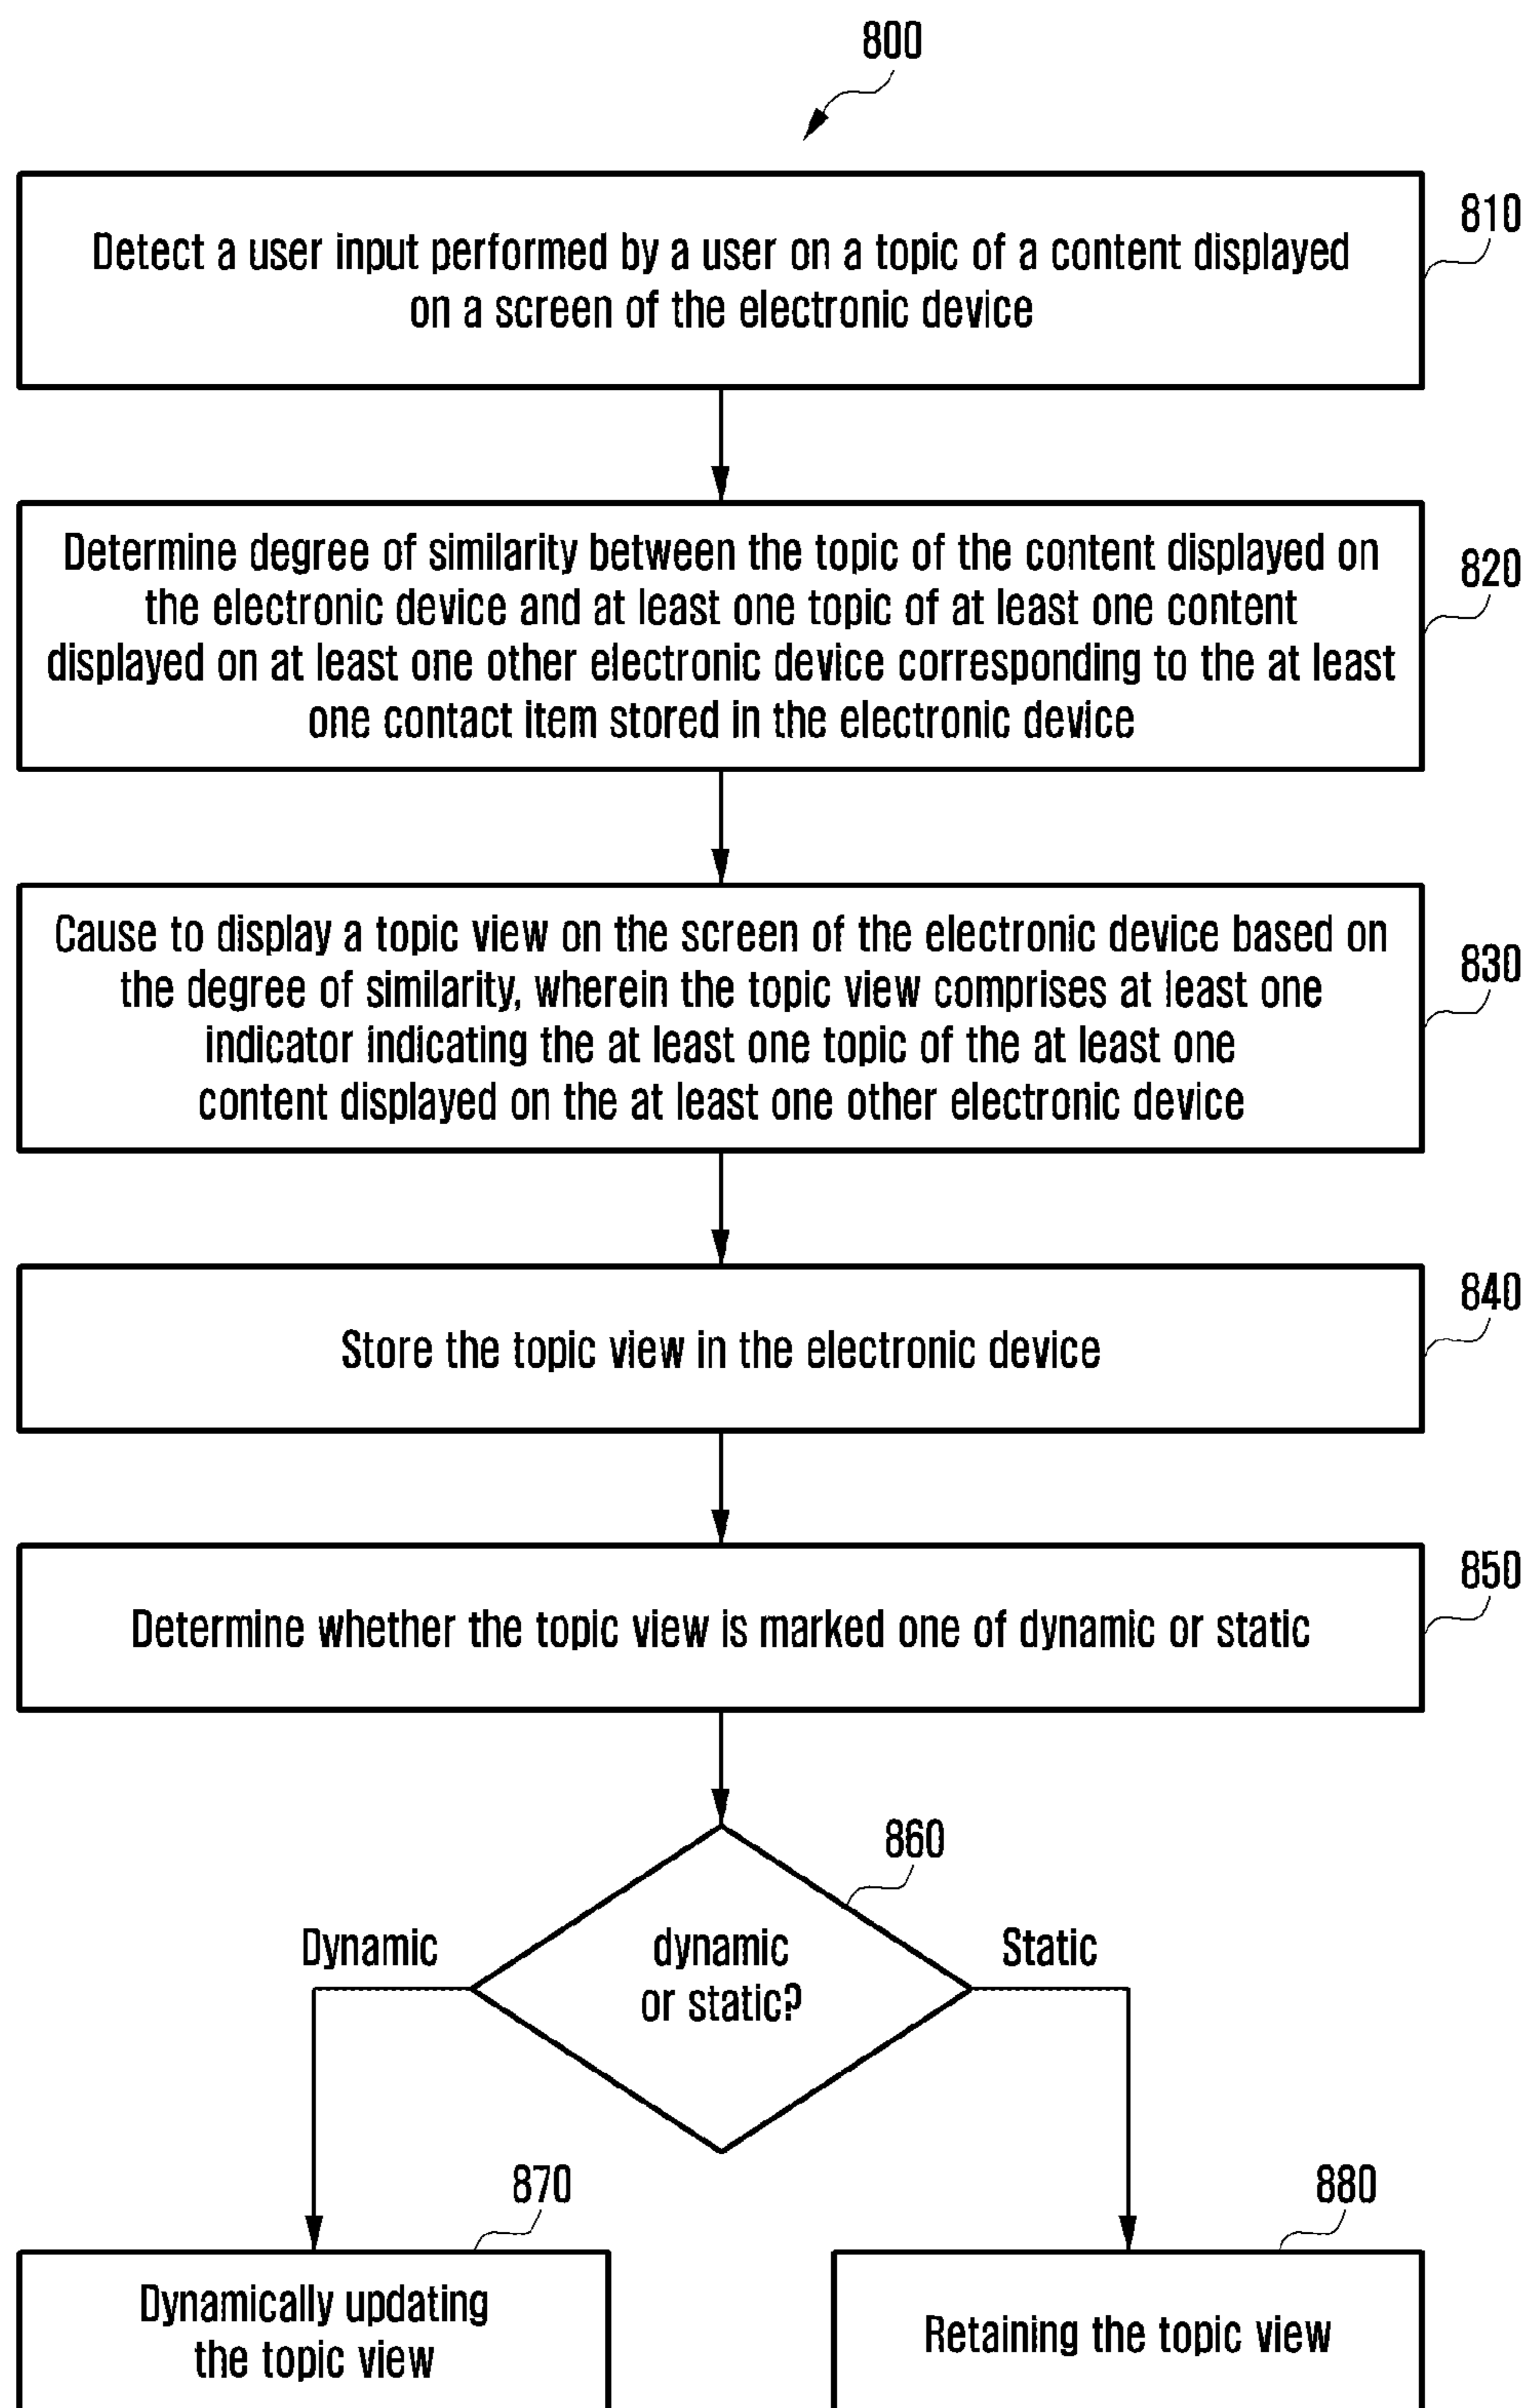 800
Detect a user input performed by a user on a topic of a content displayed
on a screen of the electronic device
810
Determine degree of similarity between the topic of the content displayed on
the electronic device and at least one topic of at least one content
displayed on at least one other electronic device corresponding to the at least
one contact item stored in the electronic device
820
Cause to display a topic view on the screen of the electronic device based on
the degree of similarity, wherein the topic view comprises at least one
indicator indicating the at least one topic of the at least one
content displayed on the at least one other electronic device
830
Store the topic view in the electronic device
840
Determine whether the topic view is marked one of dynamic or static
850
860
Dynamic
dynamic
or static?
Static
870
Dynamically updating
the topic view
880
Retaining the topic view